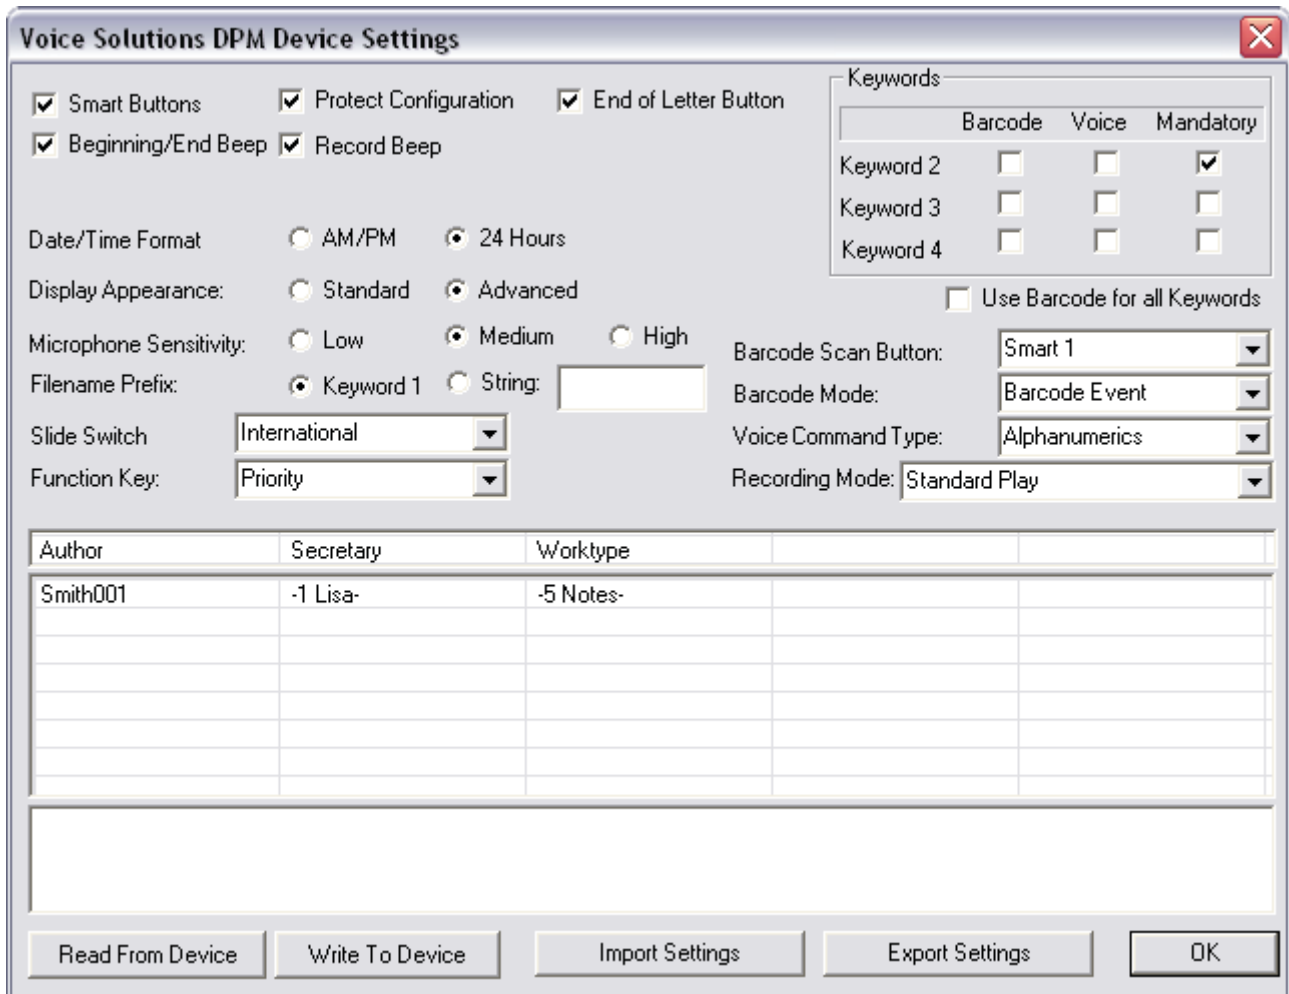 Voice Solutions DPM Device Settings
Smart Buttons Protect Configuration End of Letter Button
Beginning/End Beep Record Beep
Keywords
Barcode Voice Mandatory
Keyword 2
Keyword 3
Keyword 4
Use Barcode for all Keywords
Date/Time Format AM/PM 24 Hours
Display Appearance: Standard Advanced
Microphone Sensitivity: Low Medium High
Filename Prefix: Keyword 1 String:
Slide Switch International
Function Key: Priority
Barcode Scan Button: Smart 1
Barcode Mode: Barcode Event
Voice Command Type: Alphanumerics
Recording Mode: Standard Play
Author Secretary Worktype
Smith001 -1 Lisa- -5 Notes-
Read From Device Write To Device Import Settings Export Settings OK